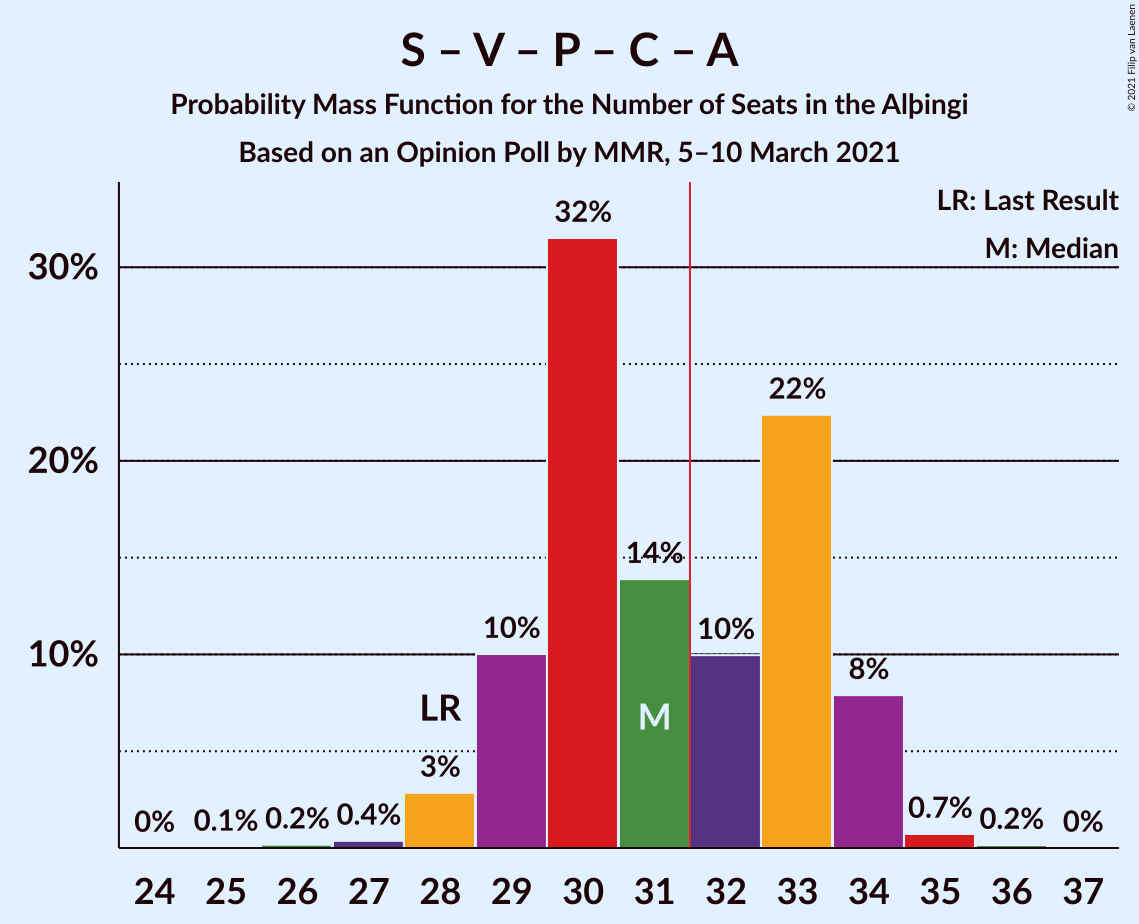 S – V – P – C – A
Probability Mass Function for the Number of Seats in the Alþingi
Based on an Opinion Poll by MMR, 5–10 March 2021
© 2021 Filip van Laenen
LR: Last Result
M: Median
30%
20%
10%
0%
0.1%
0.2%
0.4%
LR
3%
10%
32%
14%
M
10%
22%
8%
0.7%
0.2%
0%
24 25 26 27 28 29 30 31 32 33 34 35 36 37